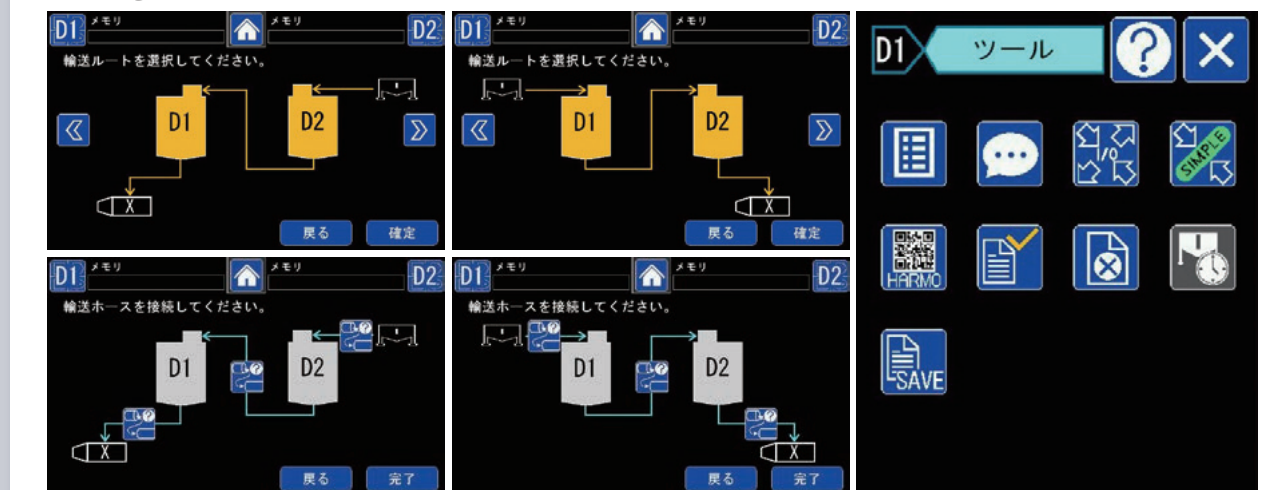 D1 メモリ メモリ D2
輸送ルートを選択してください。
D1 D2
X
戻る 確定
D1 メモリ メモリ D2
輸送ルートを選択してください。
D1 D2
X
戻る 確定
D1 メモリ メモリ D2
輸送ホースを接続してください。
D1 D2
X
戻る 完了
D1 メモリ メモリ D2
輸送ホースを接続してください。
D1 D2
X
戻る 完了
D1 ツール ?
I/O SIMPLE
HARMO
SAVE